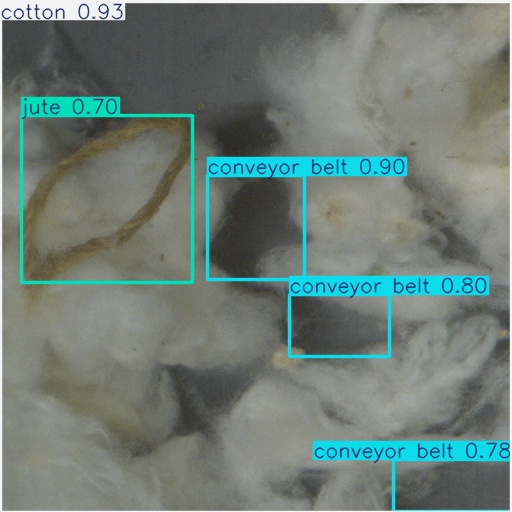 cotton 0.93
jute 0.70
conveyor belt 0.90
conveyor belt 0.80
conveyor belt 0.78